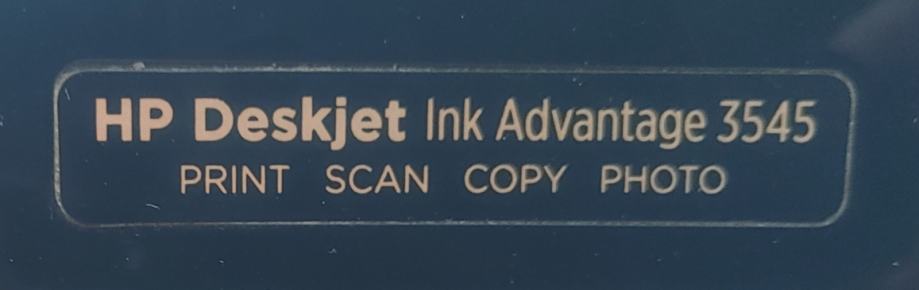 HP Deskjet Ink Advantage 3545
PRINT SCAN COPY PHOTO